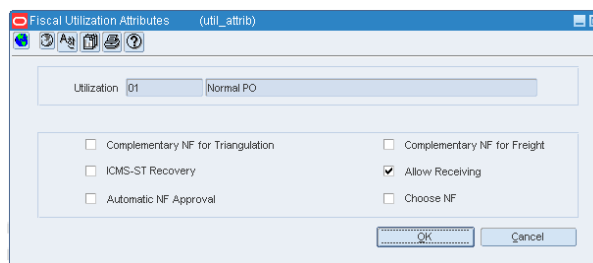 Fiscal Utilization Attributes (util_attrib)
Utilization 01 Normal PO
Complementary NF for Triangulation Complementary NF for Freight
ICMS-ST Recovery Allow Receiving
Automatic NF Approval Choose NF
OK Cancel